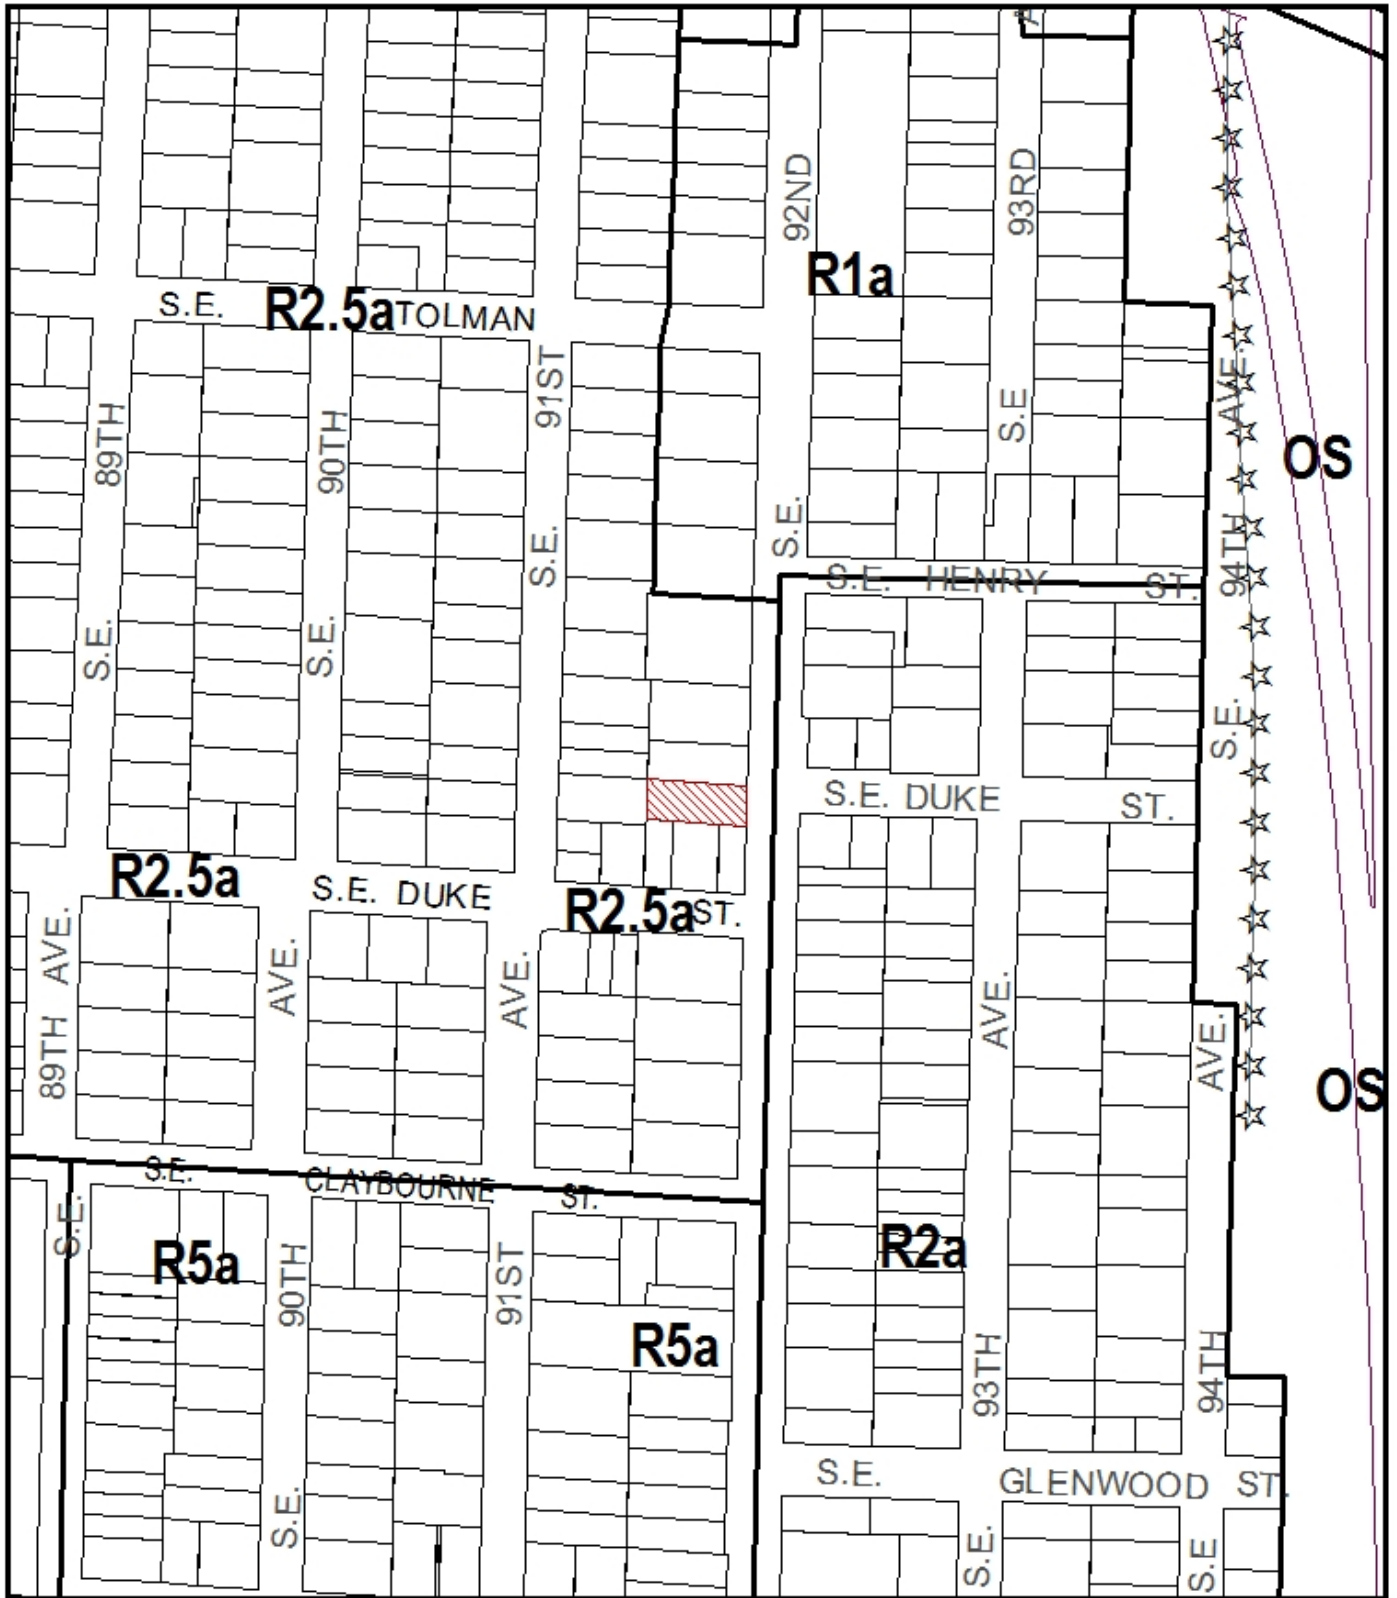 92ND
93RD
R1a
S.E.
R2.5a
TOLMAN
91ST
AVE.
S.E
89TH
90TH
OS
S.E.
S.E.
94TH
S.E. HENRY ST.
S.E.
S.E.
S.E.
S.E. DUKE ST.
R2.5a
S.E. DUKE
R2.5a
ST.
AVE.
AVE.
AVE.
AVE.
AVE.
89TH
OS
S.E. CLAYBOURNE ST.
S.E.
R5a
90TH
91ST
R2a
R5a
93TH
94TH
S.E. GLENWOOD ST.
S.E.
S.E.
S.E